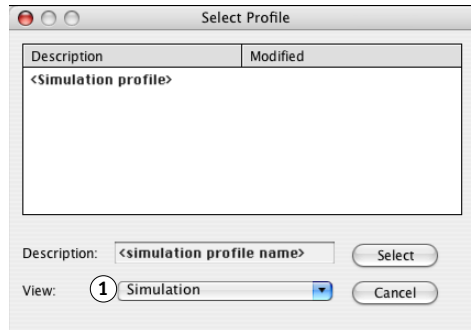 Select Profile
Description Modified
<Simulation profile>
Description: <simulation profile name> Select
View: 1 Simulation Cancel